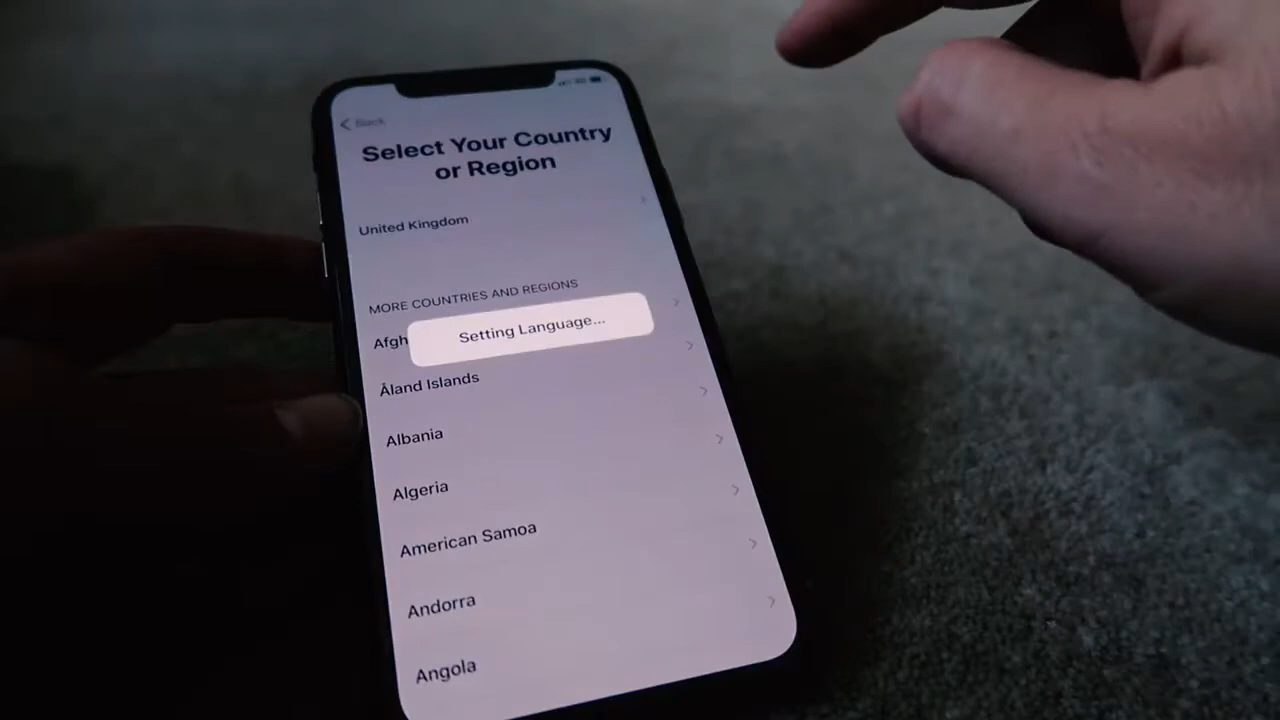 Back
Select Your Country
or Region
United Kingdom
MORE COUNTRIES AND REGIONS
Afgh
Setting Language...
Åland Islands
Albania
Algeria
American Samoa
Andorra
Angola